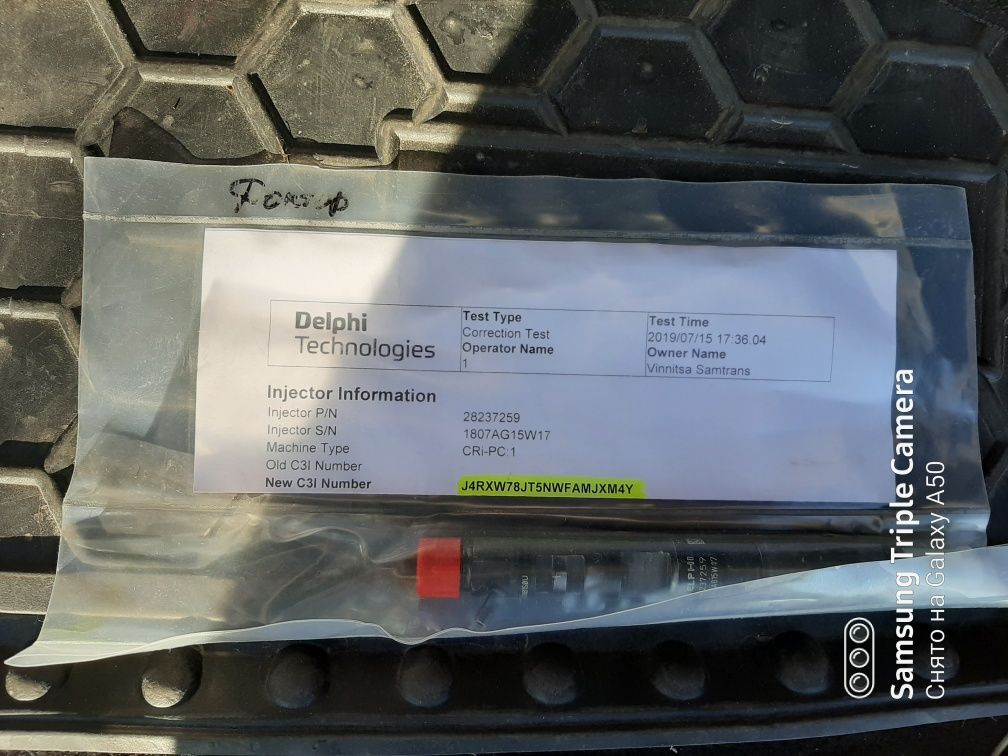 Delphi
Technologies
Test Type
Correction Test
Operator Name
1
Test Time
2019/07/15 17:36.04
Owner Name
Vinnitsa Samtrans
Injector Information
Injector P/N 28237259
Injector S/N 1807AG15W17
Machine Type CRi-PC:1
Old C3I Number
New C3I Number J4RXW78JT5NWFAMJXM4Y
Samsung Triple Camera
Снято на Galaxy A50